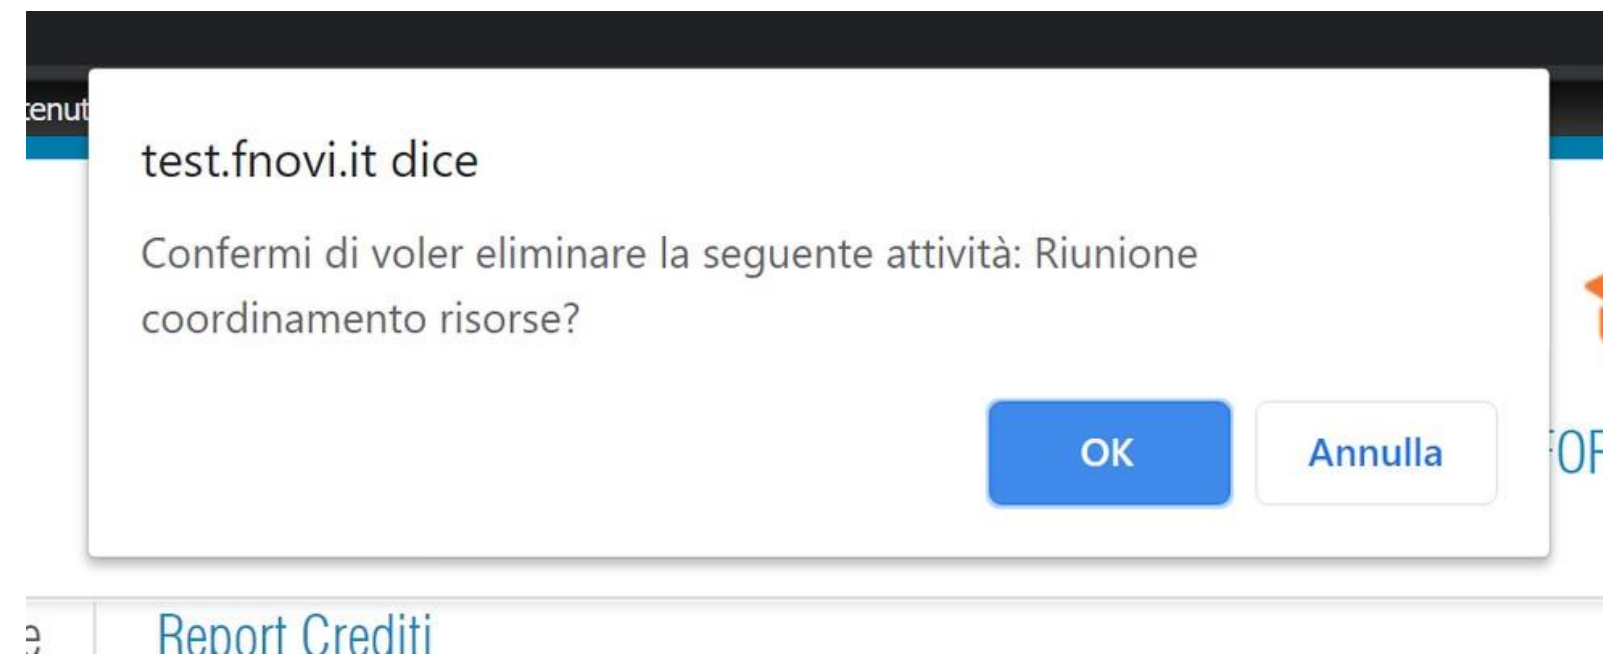 test.fnovi.it dice
Confermi di voler eliminare la seguente attività: Riunione
coordinamento risorse?
OK
Annulla
Report Crediti